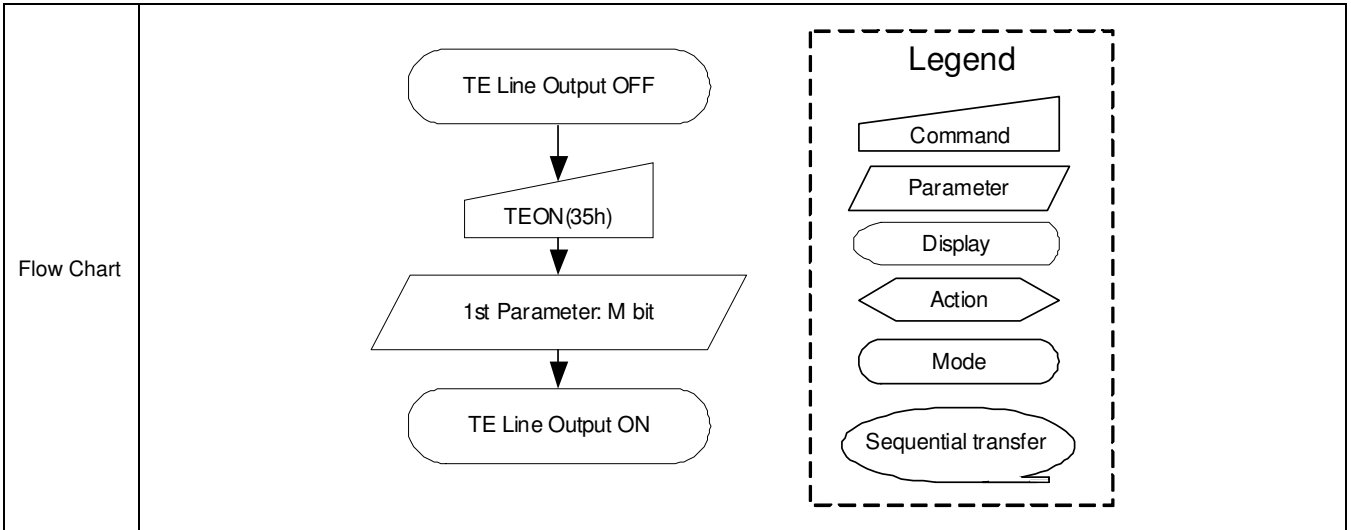 Flow Chart
TE Line Output OFF
TEON(35h)
1st Parameter: M bit
TE Line Output ON
Legend
Command
Parameter
Display
Action
Mode
Sequential transfer